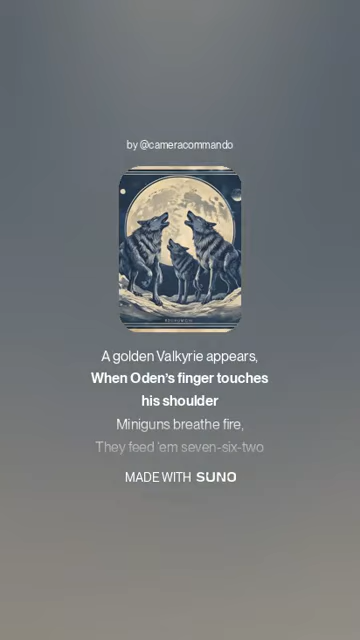 by @cameracommando
A golden Valkyrie appears,
When Oden's finger touches
his shoulder
Miniguns breathe fire,
They feed 'em seven-six-two
MADE WITH SUNO